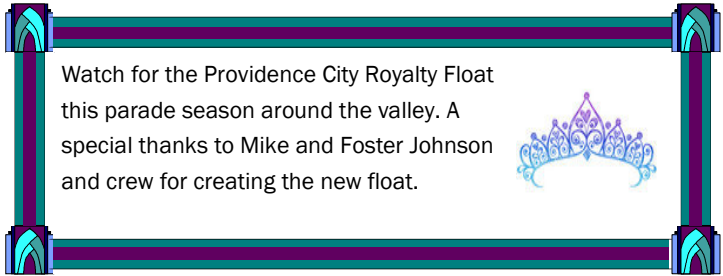 Watch for the Providence City Royalty Float
this parade season around the valley. A
special thanks to Mike and Foster Johnson
and crew for creating the new float.